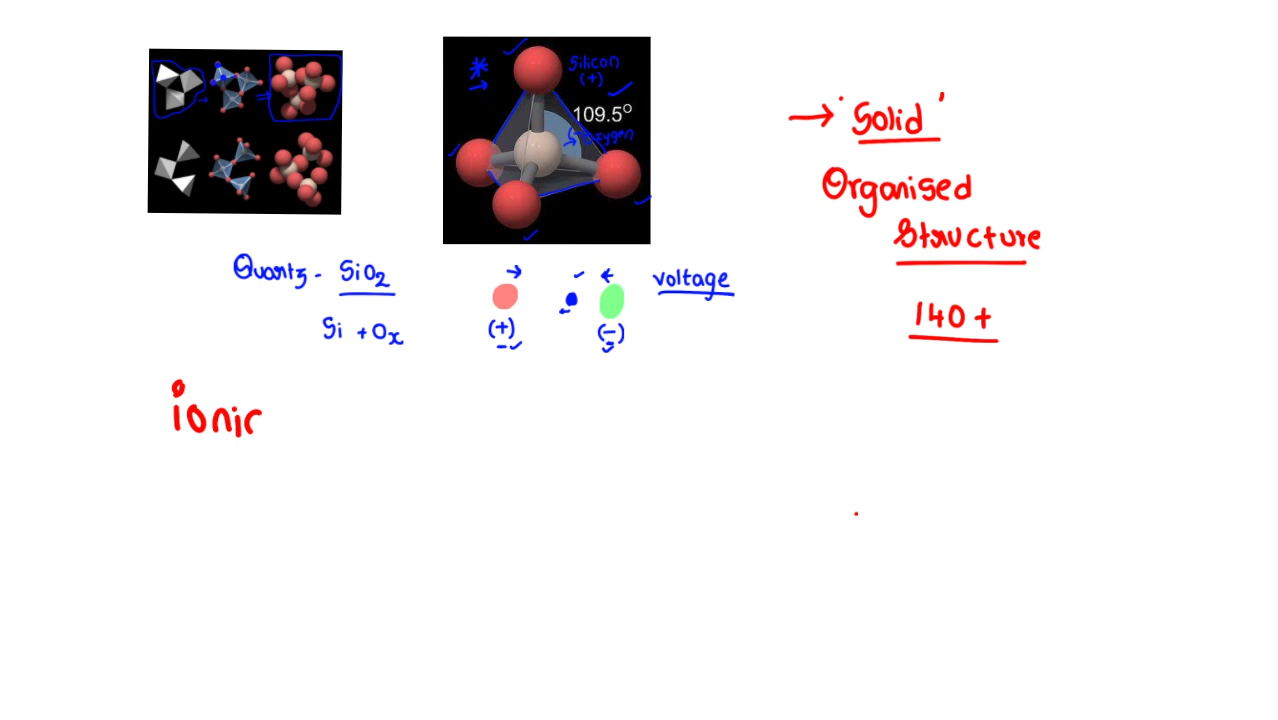 Silicon
(+)
109.5°
Oxygen
→ 'Solid'
Organised
Structure
140 +
Quartz - SiO2
Si + Ox
(+)
(-)
voltage
ionic